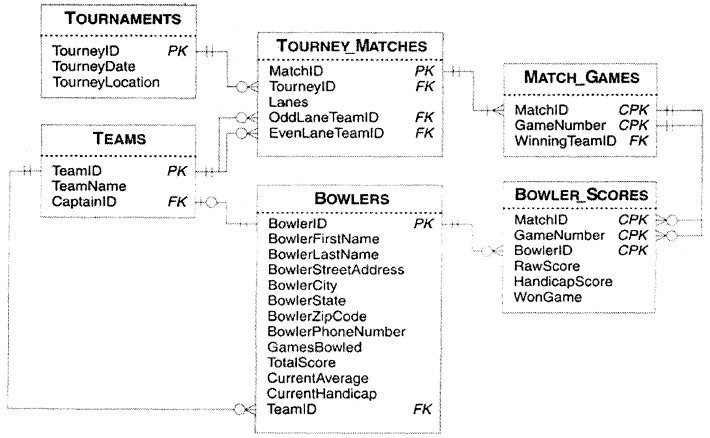 TOURNAMENTS
TourneyID PK
TourneyDate
TourneyLocation
TEAMS
TeamID PK
TeamName
CaptainID FK
TOURNEY_MATCHES
MatchID PK
TourneyID FK
Lanes
OddLaneTeamID FK
EvenLaneTeamID FK
BOWLERS
BowlerID PK
BowlerFirstName
BowlerLastName
BowlerStreetAddress
BowlerCity
BowlerState
BowlerZipCode
BowlerPhoneNumber
GamesBowled
TotalScore
CurrentAverage
CurrentHandicap
TeamID FK
MATCH_GAMES
MatchID CPK
GameNumber CPK
WinningTeamID FK
BOWLER_SCORES
MatchID CPK
GameNumber CPK
BowlerID CPK
RawScore
HandicapScore
WonGame